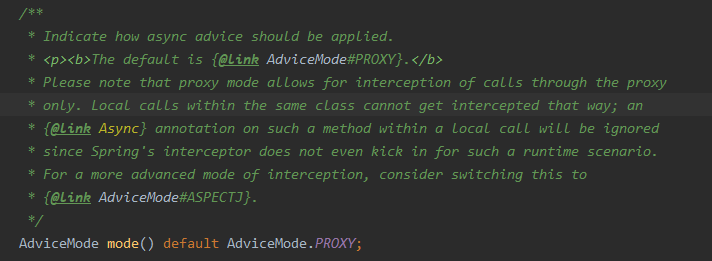 /**
* Indicate how async advice should be applied.
* <p><b>The default is {@link AdviceMode#PROXY}.</b>
* Please note that proxy mode allows for interception of calls through the proxy
* only. Local calls within the same class cannot get intercepted that way; an
* {@link Async} annotation on such a method within a local call will be ignored
* since Spring's interceptor does not even kick in for such a runtime scenario.
* For a more advanced mode of interception, consider switching this to
* {@link AdviceMode#ASPECTJ}.
*/
AdviceMode mode() default AdviceMode.PROXY;